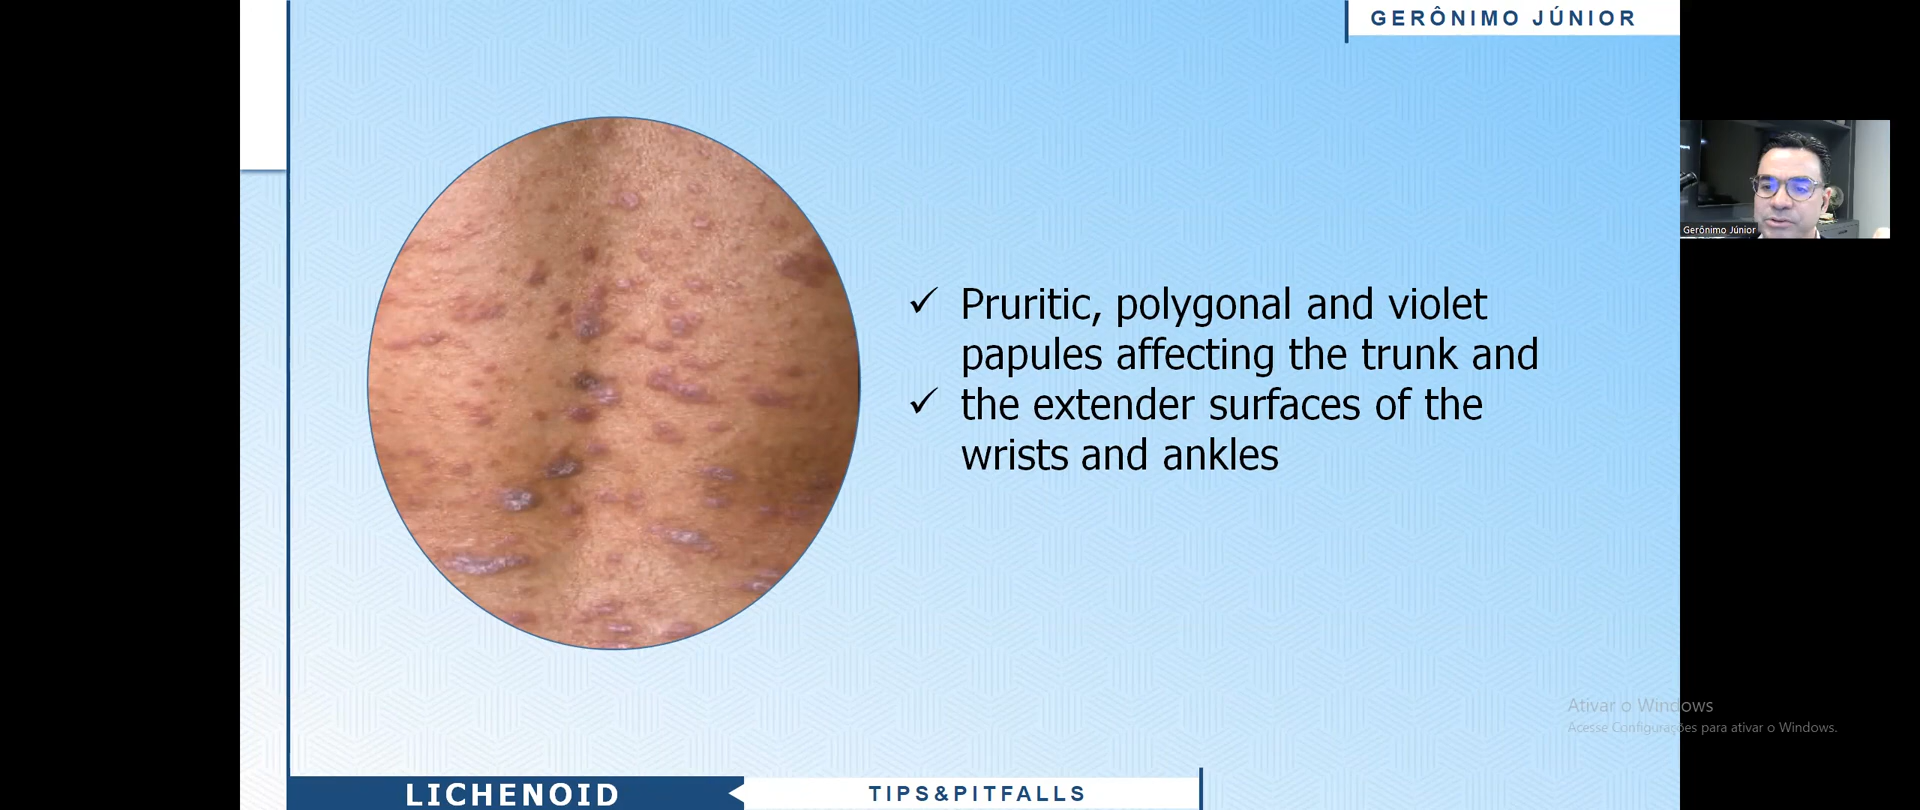 GERÔNIMO JÚNIOR
✓ Pruritic, polygonal and violet
papules affecting the trunk and
✓ the extender surfaces of the
wrists and ankles
Gerônimo Júnior
Ativar o Windows
Acesse Configurações para ativar o Windows.
LICHENOID
TIPS&PITFALLS